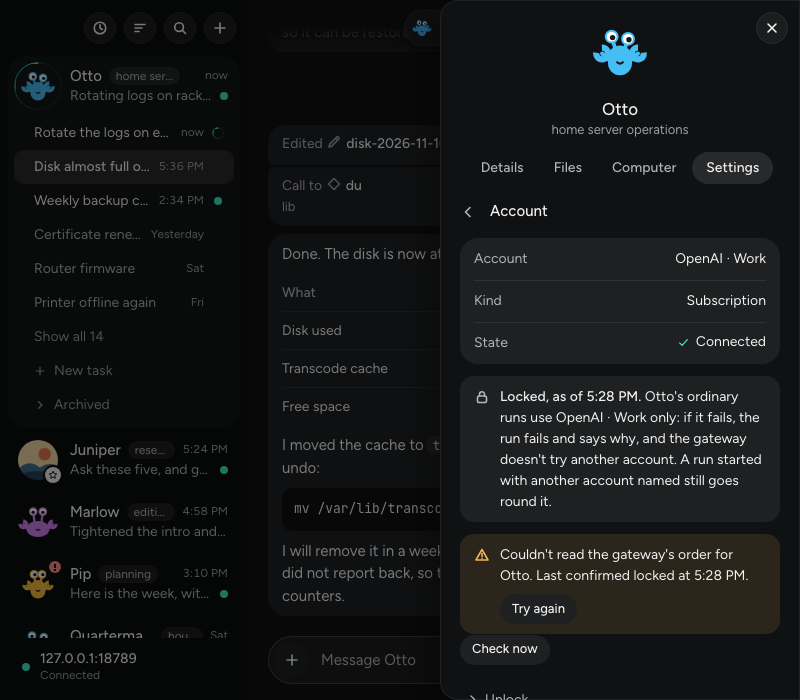 Otto
home ser...
now
Rotating logs on rack...
Rotate the logs on e...
now
Disk almost full o...
5:36 PM
Weekly backup c...
2:34 PM
Certificate rene...
Yesterday
Router firmware
Sat
Printer offline again
Fri
Show all 14
New task
Archived
Juniper
rese...
5:24 PM
Ask these five, and g...
Marlow
editi...
4:58 PM
Tightened the intro and...
Pip
planning
3:10 PM
Here is the week, wit...
Quarterma
hou
Sat
127.0.0.1:18789
Connected
so it can be restor
Edited disk-2026-11-1
Call to du
lib
Done. The disk is now at
What
Disk used
Transcode cache
Free space
I moved the cache to t
undo:
mv /var/lib/transco
I will remove it in a week
did not report back, so t
counters.
Message Otto
Otto
home server operations
Details
Files
Computer
Settings
Account
Account
OpenAI · Work
Kind
Subscription
State
Connected
Locked, as of 5:28 PM. Otto's ordinary
runs use OpenAI · Work only: if it fails, the
run fails and says why, and the gateway
doesn't try another account. A run started
with another account named still goes
round it.
Couldn't read the gateway's order for
Otto. Last confirmed locked at 5:28 PM.
Try again
Check now
Unlock